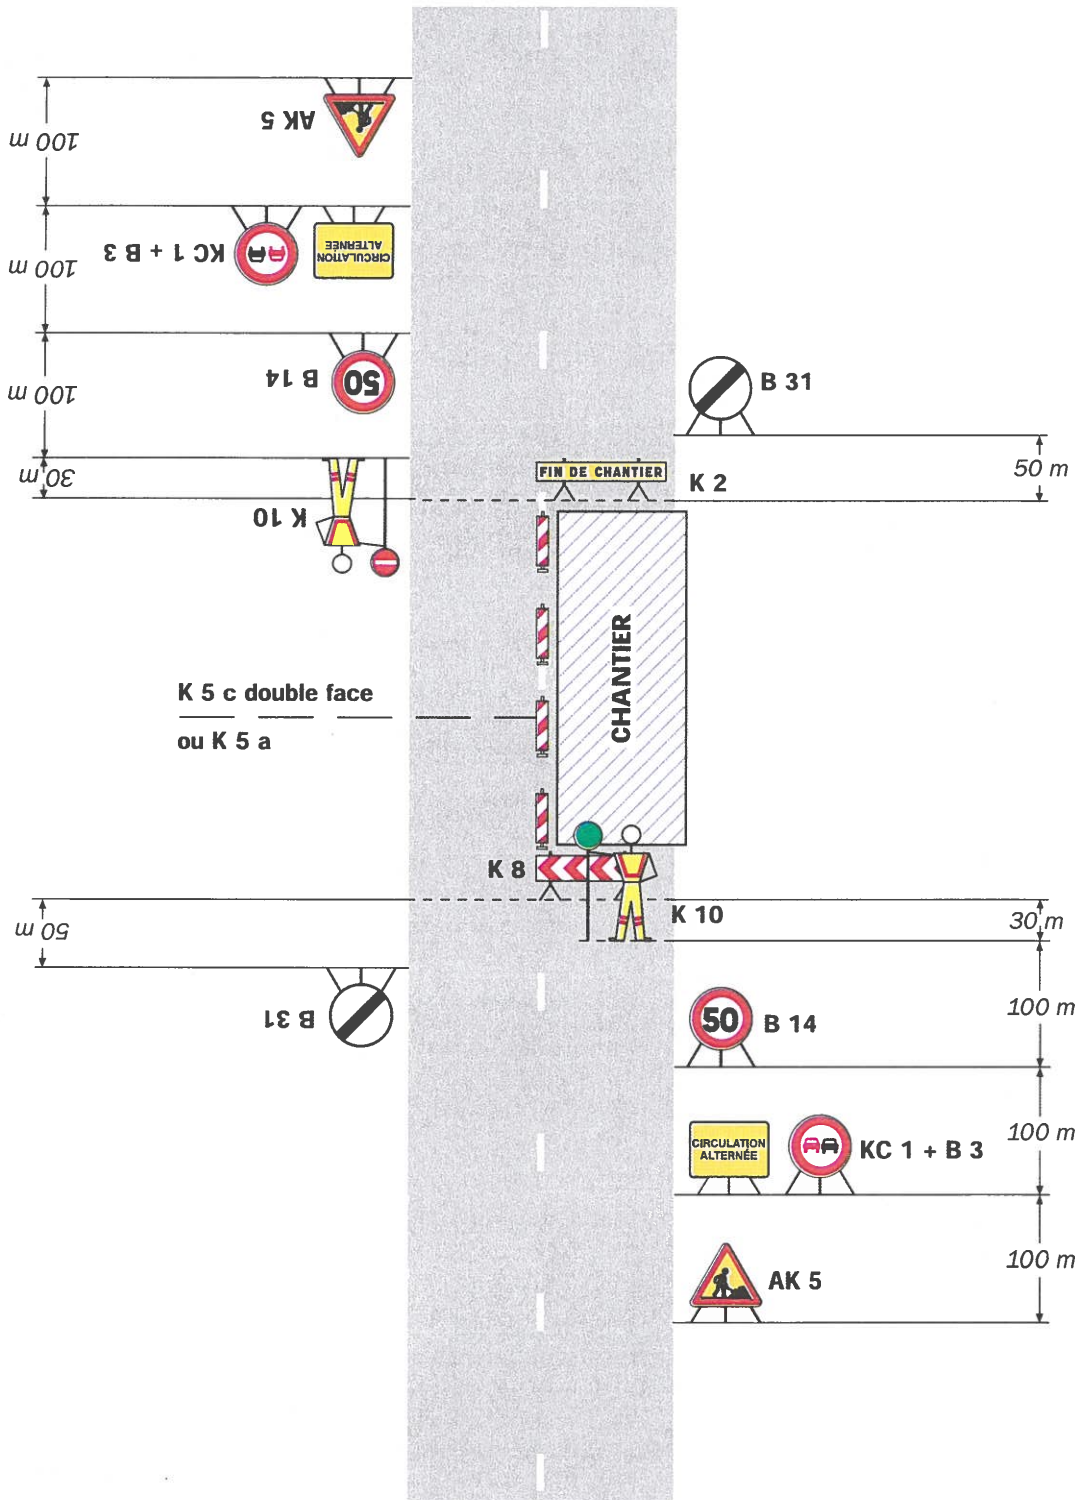 AK 5
100 m
CIRCULATION
ALTERNÉE
KC 1 + B 3
100 m
50
B 14
100 m
30 m
K 10
B 31
50 m
FIN DE CHANTIER
K 2
CHANTIER
K 5 c double face
ou K 5 a
K 8
K 10
30 m
50 m
B 31
50
B 14
100 m
CIRCULATION
ALTERNÉE
KC 1 + B 3
100 m
AK 5
100 m